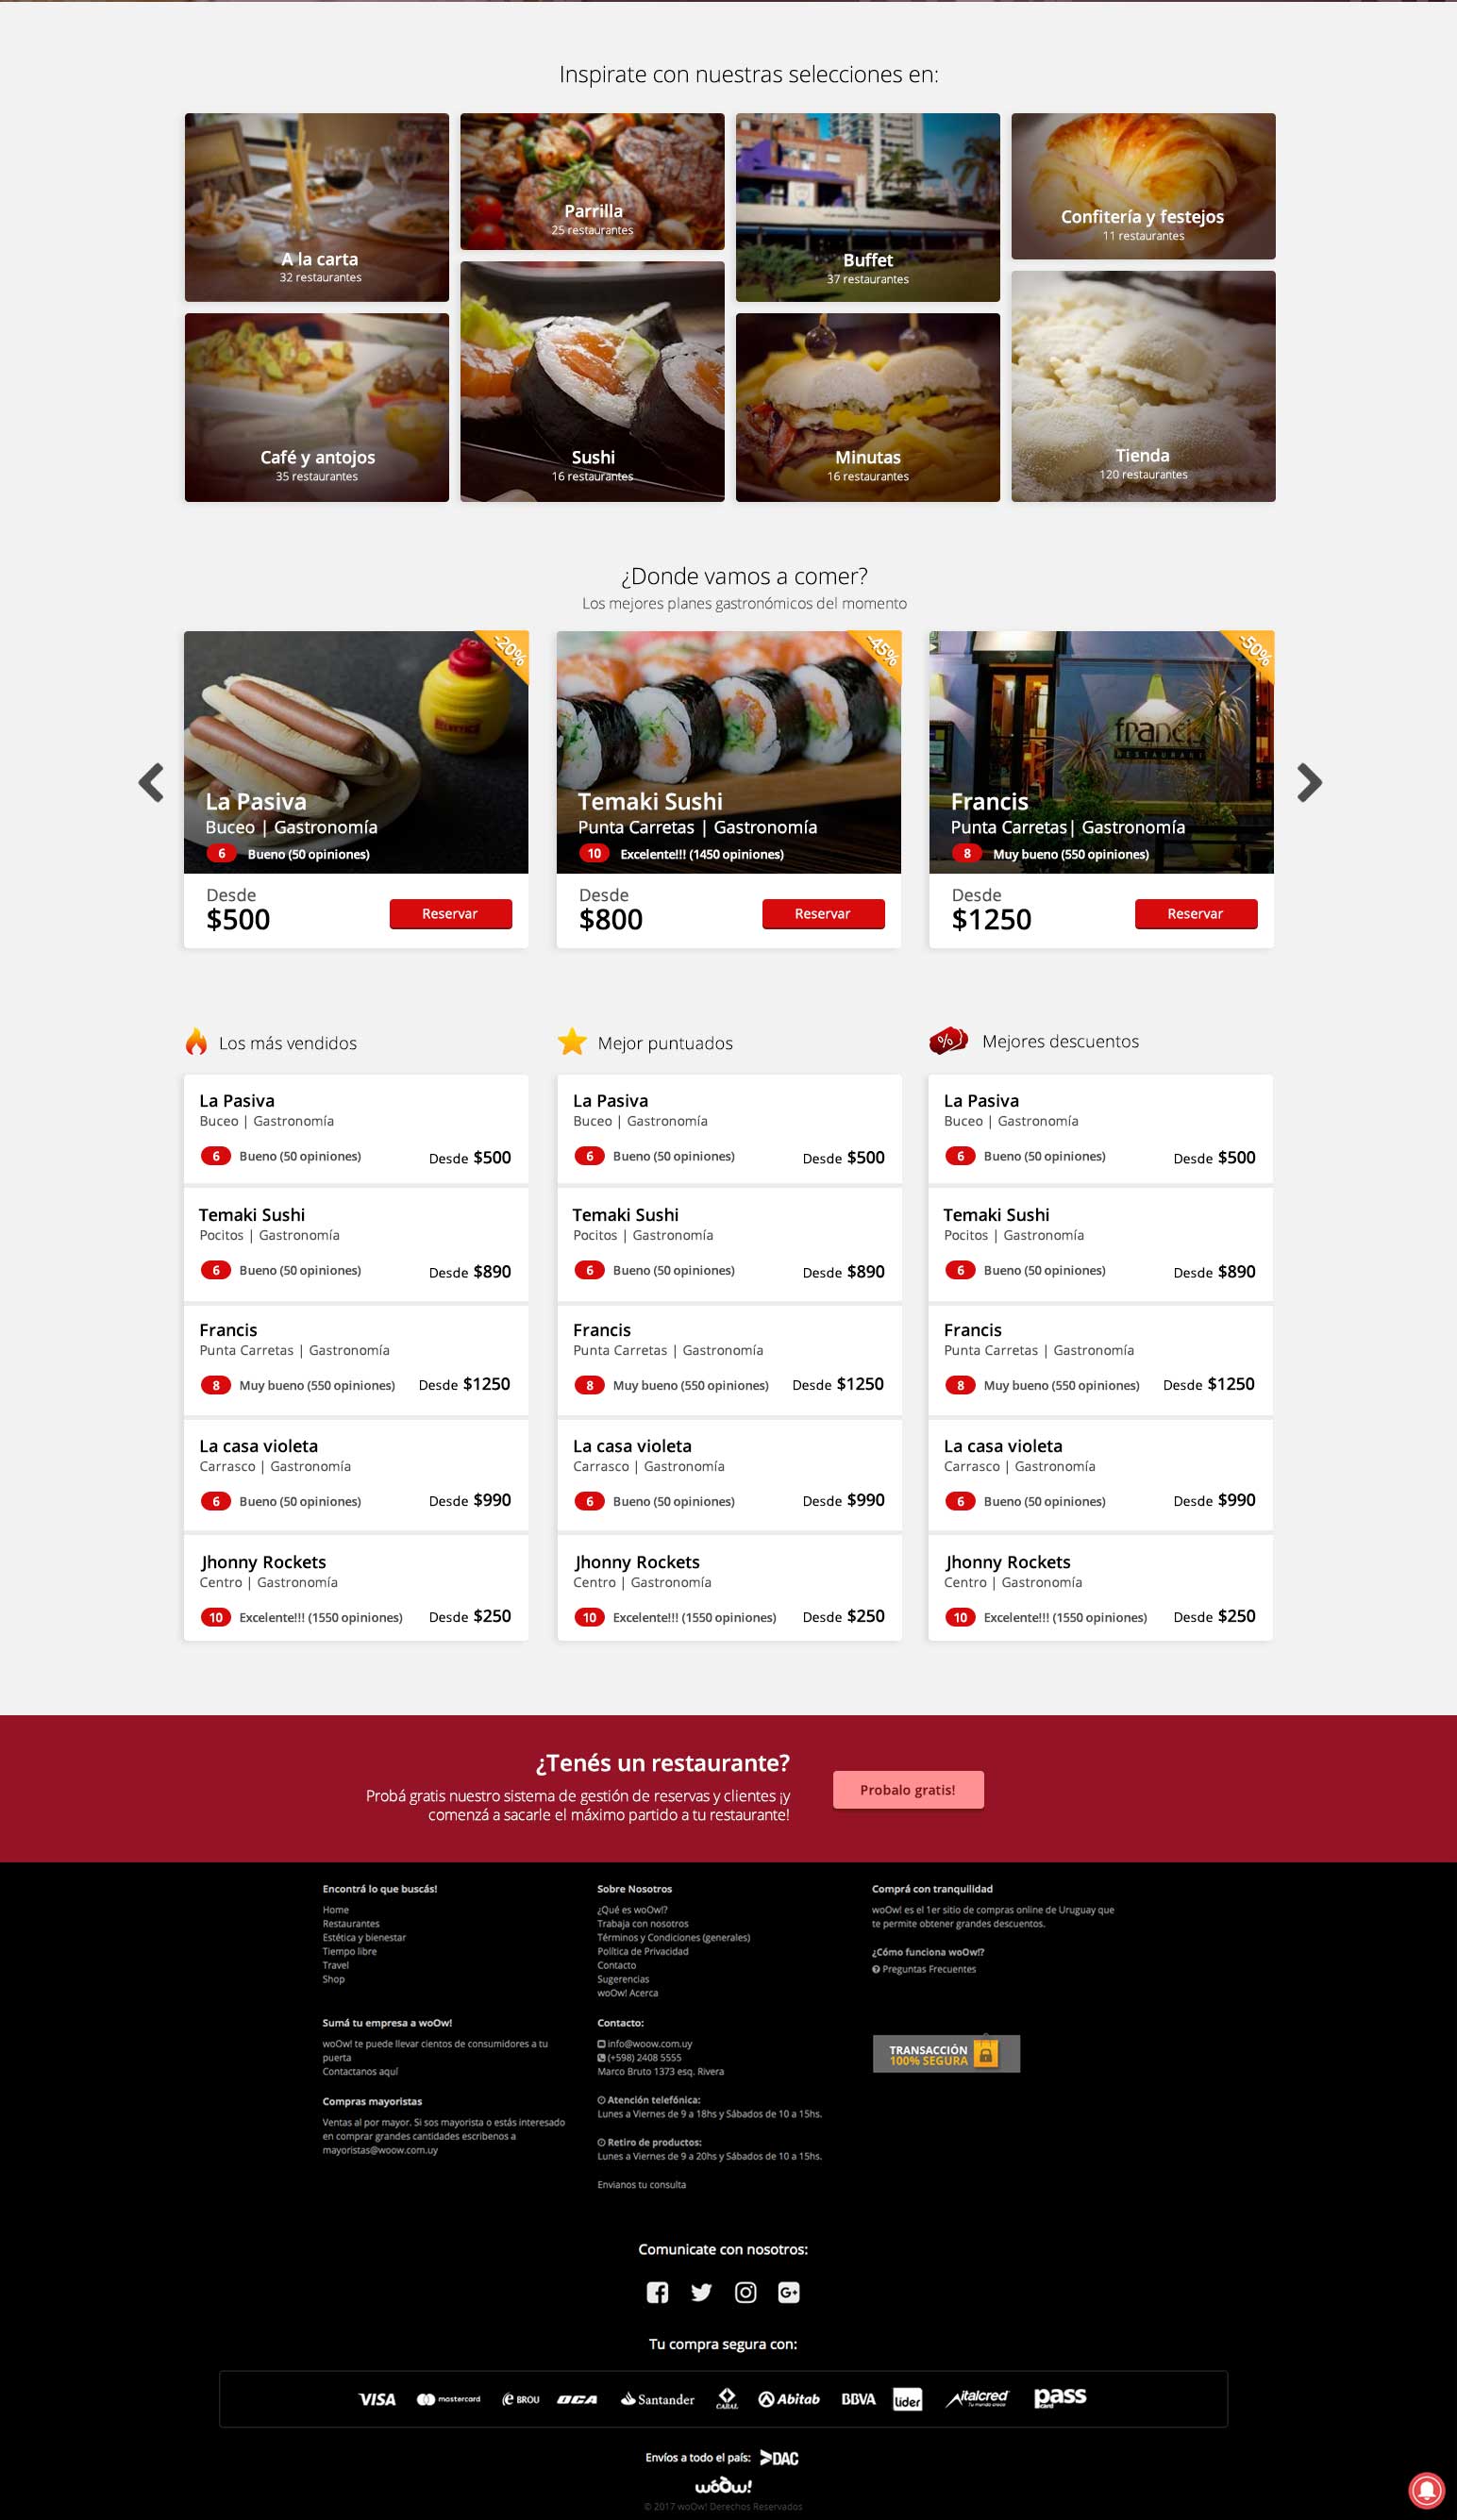 Inspirate con nuestras selecciones en:
A la carta
32 restaurantes
Parrilla
25 restaurantes
Buffet
37 restaurantes
Confitería y festejos
11 restaurantes
Café y antojos
35 restaurantes
Sushi
16 restaurantes
Minutas
16 restaurantes
Tienda
120 restaurantes
¿Donde vamos a comer?
Los mejores planes gastronómicos del momento
-20%
La Pasiva
Buceo | Gastronomía
6 Bueno (50 opiniones)
Desde
$500
Reservar
-45%
Temaki Sushi
Punta Carretas | Gastronomía
10 Excelente!!! (1450 opiniones)
Desde
$800
Reservar
-50%
francis
RESTAURANT
Francis
Punta Carretas| Gastronomía
8 Muy bueno (550 opiniones)
Desde
$1250
Reservar
Los más vendidos
La Pasiva
Buceo | Gastronomía
6 Bueno (50 opiniones) Desde $500
Temaki Sushi
Pocitos | Gastronomía
6 Bueno (50 opiniones) Desde $890
Francis
Punta Carretas | Gastronomía
8 Muy bueno (550 opiniones) Desde $1250
La casa violeta
Carrasco | Gastronomía
6 Bueno (50 opiniones) Desde $990
Jhonny Rockets
Centro | Gastronomía
10 Excelente!!! (1550 opiniones) Desde $250
Mejor puntuados
La Pasiva
Buceo | Gastronomía
6 Bueno (50 opiniones) Desde $500
Temaki Sushi
Pocitos | Gastronomía
6 Bueno (50 opiniones) Desde $890
Francis
Punta Carretas | Gastronomía
8 Muy bueno (550 opiniones) Desde $1250
La casa violeta
Carrasco | Gastronomía
6 Bueno (50 opiniones) Desde $990
Jhonny Rockets
Centro | Gastronomía
10 Excelente!!! (1550 opiniones) Desde $250
% Mejores descuentos
La Pasiva
Buceo | Gastronomía
6 Bueno (50 opiniones) Desde $500
Temaki Sushi
Pocitos | Gastronomía
6 Bueno (50 opiniones) Desde $890
Francis
Punta Carretas | Gastronomía
8 Muy bueno (550 opiniones) Desde $1250
La casa violeta
Carrasco | Gastronomía
6 Bueno (50 opiniones) Desde $990
Jhonny Rockets
Centro | Gastronomía
10 Excelente!!! (1550 opiniones) Desde $250
¿Tenés un restaurante?
Probá gratis nuestro sistema de gestión de reservas y clientes ¡y
comenzá a sacarle el máximo partido a tu restaurante!
Probalo gratis!
Encontrá lo que buscás!
Home
Restaurantes
Estética y bienestar
Tiempo libre
Travel
Shop
Sumá tu empresa a woOw!
woOw! te puede llevar cientos de consumidores a tu
puerta
Contactanos aquí
Compras mayoristas
Ventas al por mayor. Si sos mayorista o estás interesado
en comprar grandes cantidades escribenos a
mayoristas@woow.com.uy
Sobre Nosotros
¿Qué es woOw!?
Trabaja con nosotros
Términos y Condiciones (generales)
Política de Privacidad
Contacto
Sugerencias
woOw! Acerca
Contacto:
info@woow.com.uy
(+598) 2408 5555
Marco Bruto 1373 esq. Rivera
Atención telefónica:
Lunes a Viernes de 9 a 18hs y Sábados de 10 a 15hs.
Retiro de productos:
Lunes a Viernes de 9 a 20hs y Sábados de 10 a 15hs.
Envianos tu consulta
Comprá con tranquilidad
woOw! es el 1er sitio de compras online de Uruguay que
te permite obtener grandes descuentos.
¿Cómo funciona woOw!?
Preguntas Frecuentes
TRANSACCIÓN
100% SEGURA
Comunicate con nosotros:
Tu compra segura con:
VISA mastercard BROU OCA Santander CABAL Abitab BBVA lider italcred Tu mundo crece pass card
Envíos a todo el país: DAC
woOw!
© 2017 woOw! Derechos Reservados